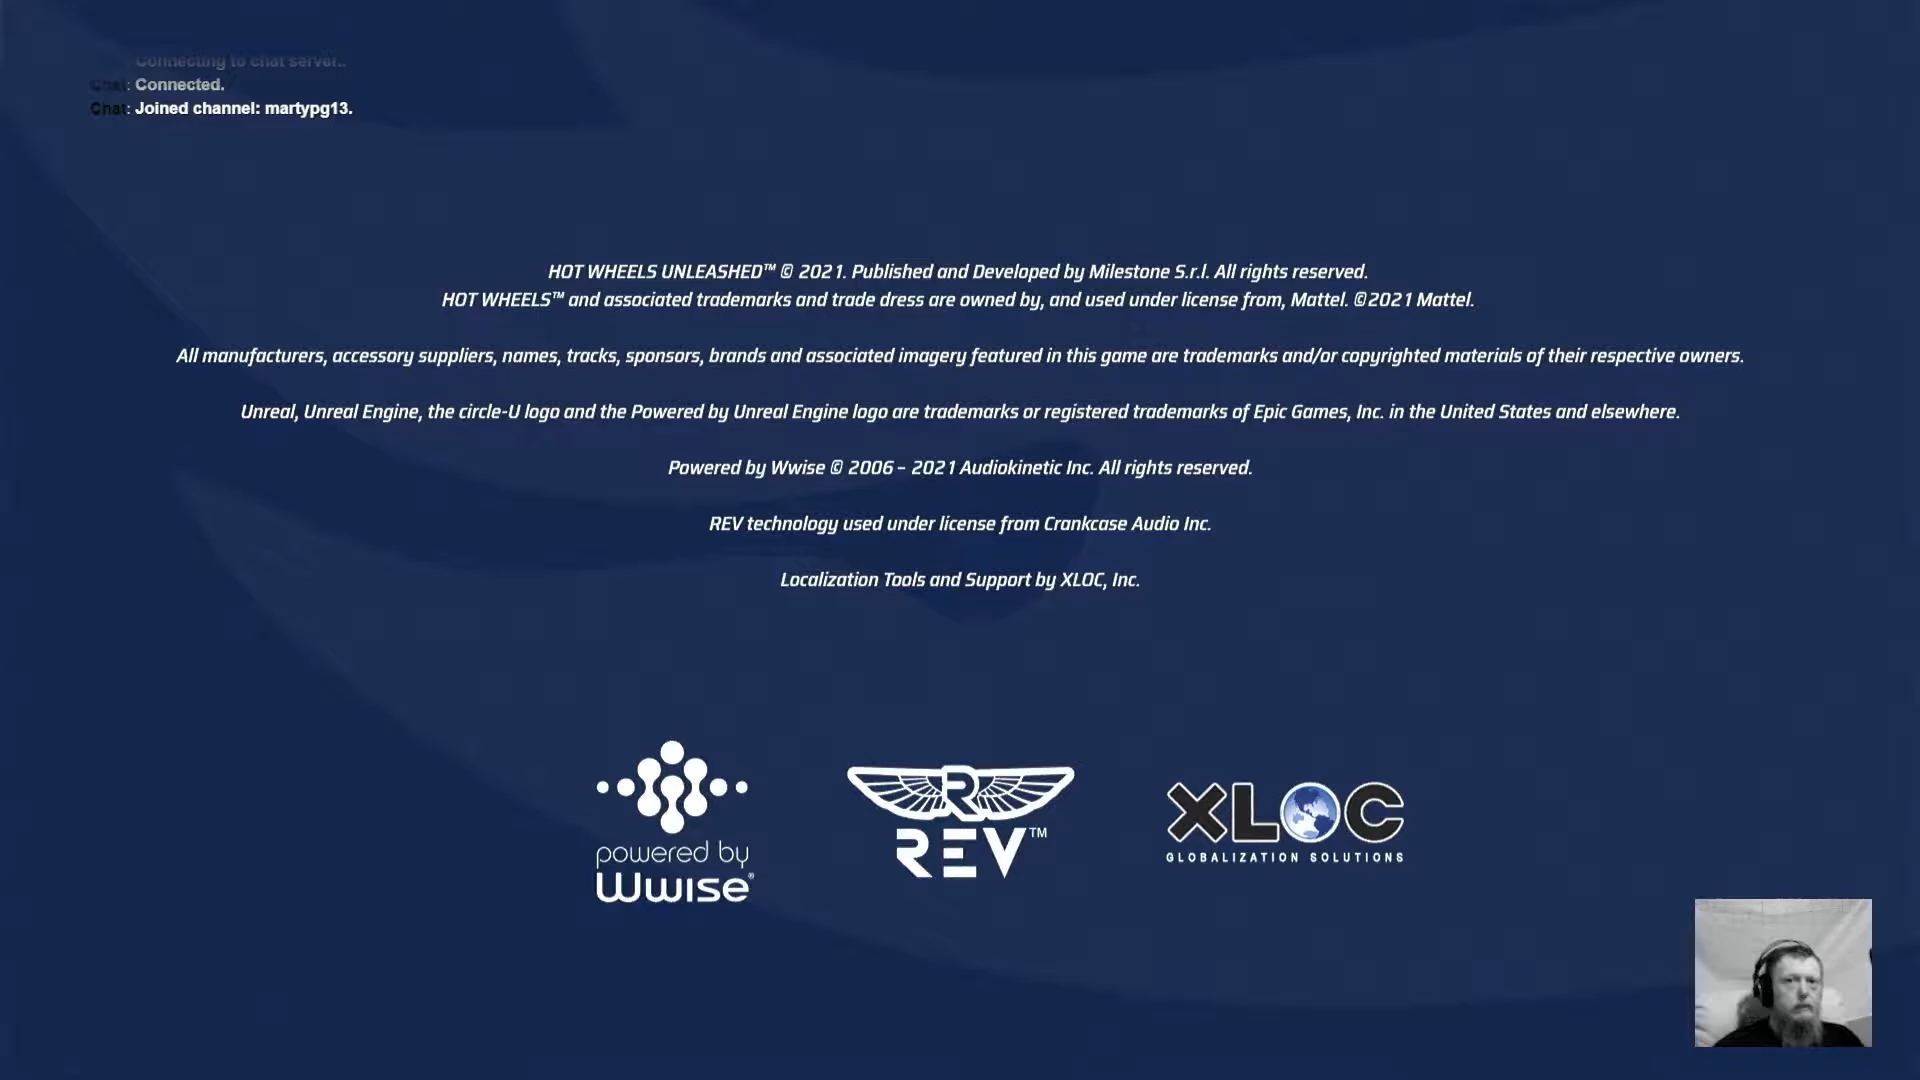 Connecting to chat server..
Chat: Connected.
Chat: Joined channel: martypg13.
HOT WHEELS UNLEASHED™ © 2021. Published and Developed by Milestone S.r.l. All rights reserved.
HOT WHEELS™ and associated trademarks and trade dress are owned by, and used under license from, Mattel. ©2021 Mattel.
All manufacturers, accessory suppliers, names, tracks, sponsors, brands and associated imagery featured in this game are trademarks and/or copyrighted materials of their respective owners.
Unreal, Unreal Engine, the circle-U logo and the Powered by Unreal Engine logo are trademarks or registered trademarks of Epic Games, Inc. in the United States and elsewhere.
Powered by Wwise © 2006 – 2021 Audiokinetic Inc. All rights reserved.
REV technology used under license from Crankcase Audio Inc.
Localization Tools and Support by XLOC, Inc.
powered by
Wwise®
R
REV™
XLOC
GLOBALIZATION SOLUTIONS